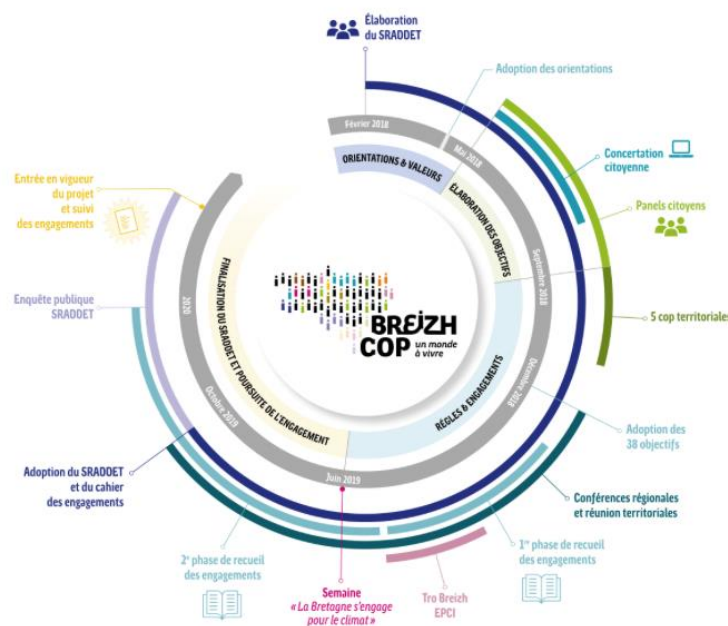 Élaboration
du SRADDET
Adoption des orientations
Février 2018
Mai 2018
ORIENTATIONS & VALEURS
Concertation
citoyenne
ÉLABORATION DES OBJECTIFS
Panels citoyens
Septembre 2018
5 cop territoriales
Décembre 2018
RÈGLES & ENGAGEMENTS
Adoption des
38 objectifs
Conférences régionales
et réunion territoriales
1re phase de recueil
des engagements
Tro Breizh
EPCI
Juin 2019
Semaine
« La Bretagne s'engage
pour le climat »
2e phase de recueil
des engagements
Adoption du SRADDET
et du cahier
des engagements
Octobre 2019
FINALISATION DU SRADDET ET POURSUITE DE L'ENGAGEMENT
Enquête publique
SRADDET
2020
Entrée en vigueur
du projet
et suivi
des engagements
BREIZH
COP
un monde
à vivre